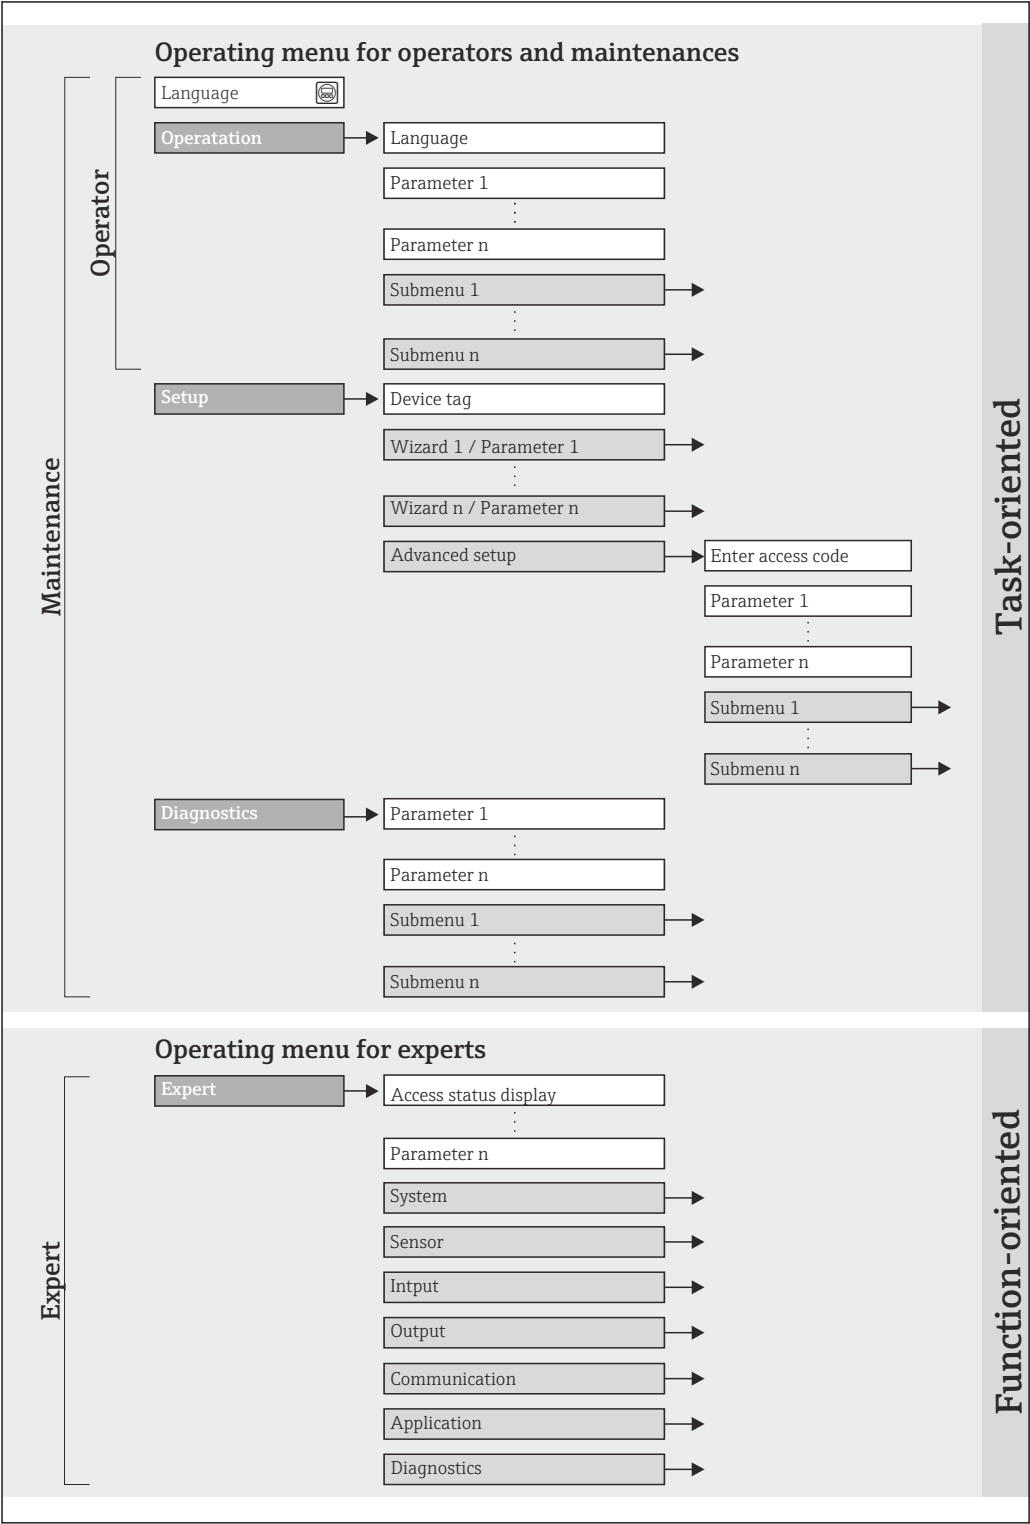 Operating menu for operators and maintenances
Language
Operatation
Language
Parameter 1
Parameter n
Submenu 1
Submenu n
Operator
Setup
Device tag
Wizard 1 / Parameter 1
Wizard n / Parameter n
Advanced setup
Enter access code
Parameter 1
Parameter n
Submenu 1
Submenu n
Maintenance
Task-oriented
Diagnostics
Parameter 1
Parameter n
Submenu 1
Submenu n
Operating menu for experts
Expert
Access status display
Parameter n
System
Sensor
Intput
Output
Communication
Application
Diagnostics
Expert
Function-oriented